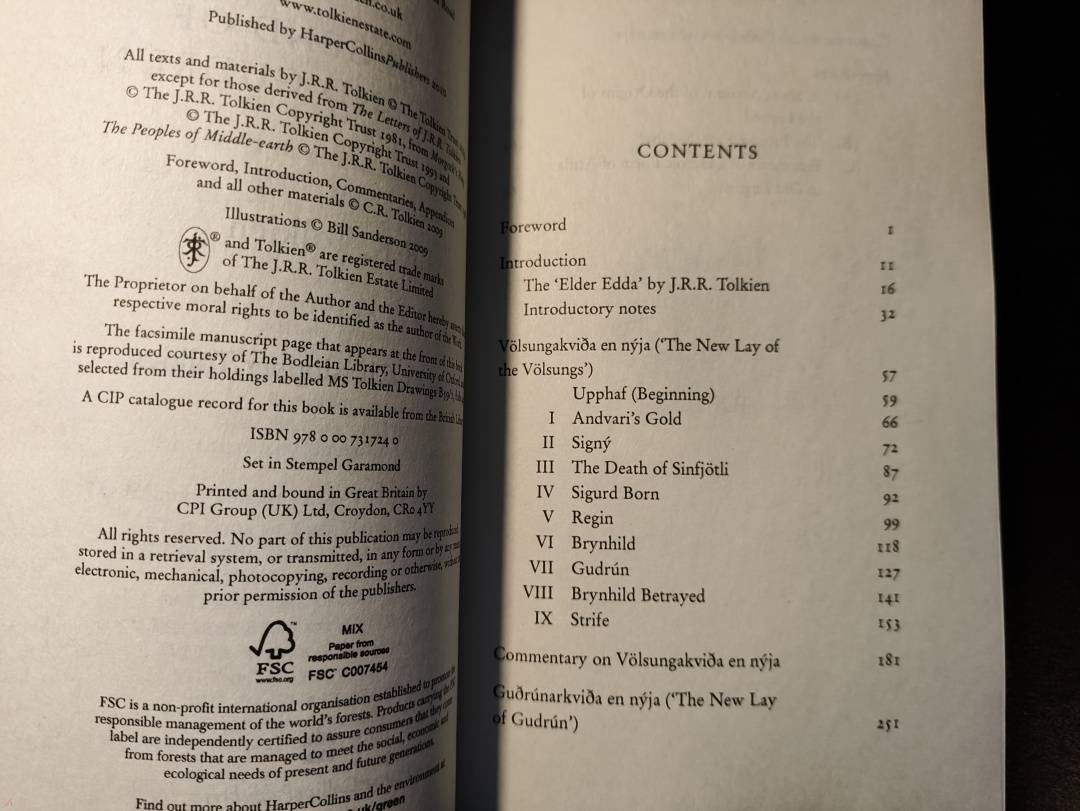 www.tolkienestate.com
Published by HarperCollinsPublishers 2010
All texts and materials by J.R.R. Tolkien © The Tolkien
except for those derived from The Letters of J.R.R. Tolkien
© The J.R.R. Tolkien Copyright Trust 1981, from
© The J.R.R. Tolkien Copyright Trust 1993 and
The Peoples of Middle-earth © The J.R.R. Tolkien Copyright
Foreword, Introduction, Commentaries, Appendices
and all other materials © C.R. Tolkien 2009
Illustrations © Bill Sanderson 2009
® and Tolkien® are registered trade marks
of The J.R.R. Tolkien Estate Limited
The Proprietor on behalf of the Author and the Editor hereby
respective moral rights to be identified as the author of the
The facsimile manuscript page that appears at the front of this book
is reproduced courtesy of The Bodleian Library, University of Oxford
selected from their holdings labelled MS Tolkien Drawings
A CIP catalogue record for this book is available from the British
ISBN 978 0 00 731724 0
Set in Stempel Garamond
Printed and bound in Great Britain by
CPI Group (UK) Ltd, Croydon, CR0 4YY
All rights reserved. No part of this publication may be reproduced
stored in a retrieval system, or transmitted, in any form or by any
electronic, mechanical, photocopying, recording or otherwise,
prior permission of the publishers.
FSC™
www.fsc.org
MIX
Paper from
responsible sources
FSC® C007454
FSC is a non-profit international organisation established to promote the
responsible management of the world's forests. Products carrying the
label are independently certified to assure consumers that they come
from forests that are managed to meet the social, economic and
ecological needs of present and future generations.
Find out more about HarperCollins and the environment at
CONTENTS
Foreword 1
Introduction 11
The ‘Elder Edda’ by J.R.R. Tolkien 16
Introductory notes 32
Völsungakviða en nýja (‘The New Lay of
the Völsungs’) 57
Upphaf (Beginning) 59
I Andvari's Gold 66
II Signý 72
III The Death of Sinfjötli 87
IV Sigurd Born 92
V Regin 99
VI Brynhild 118
VII Gudrún 127
VIII Brynhild Betrayed 141
IX Strife 153
Commentary on Völsungakviða en nýja 181
Guðrúnarkviða en nýja (‘The New Lay
of Gudrún’) 251